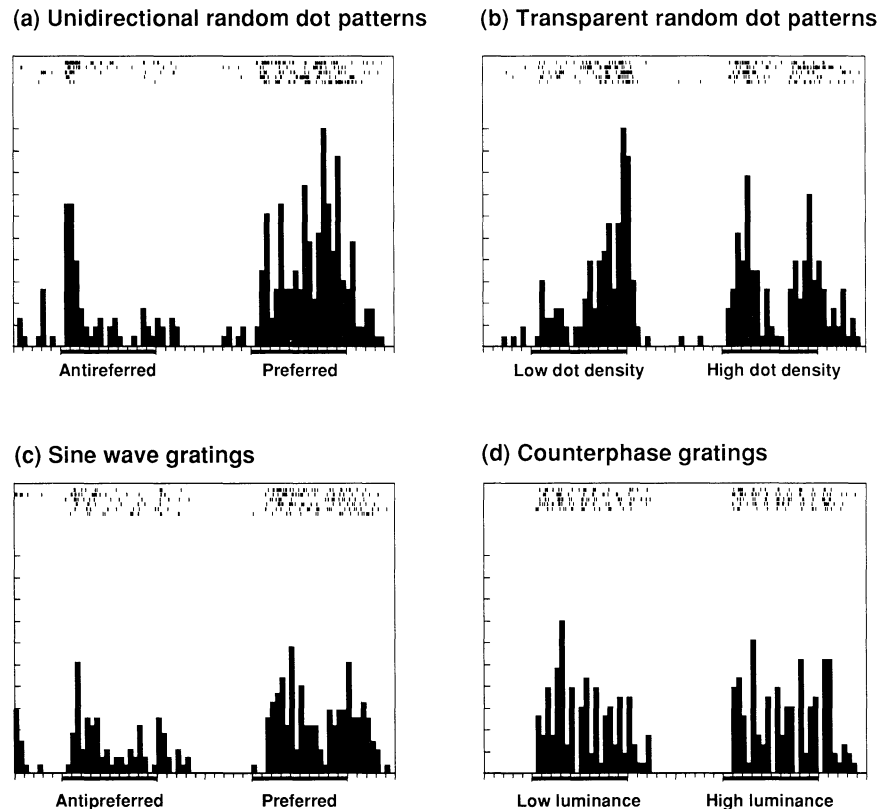 (a) Unidirectional random dot patterns
(b) Transparent random dot patterns
Antireferred
Preferred
Low dot density
High dot density
(c) Sine wave gratings
(d) Counterphase gratings
Antipreferred
Preferred
Low luminance
High luminance